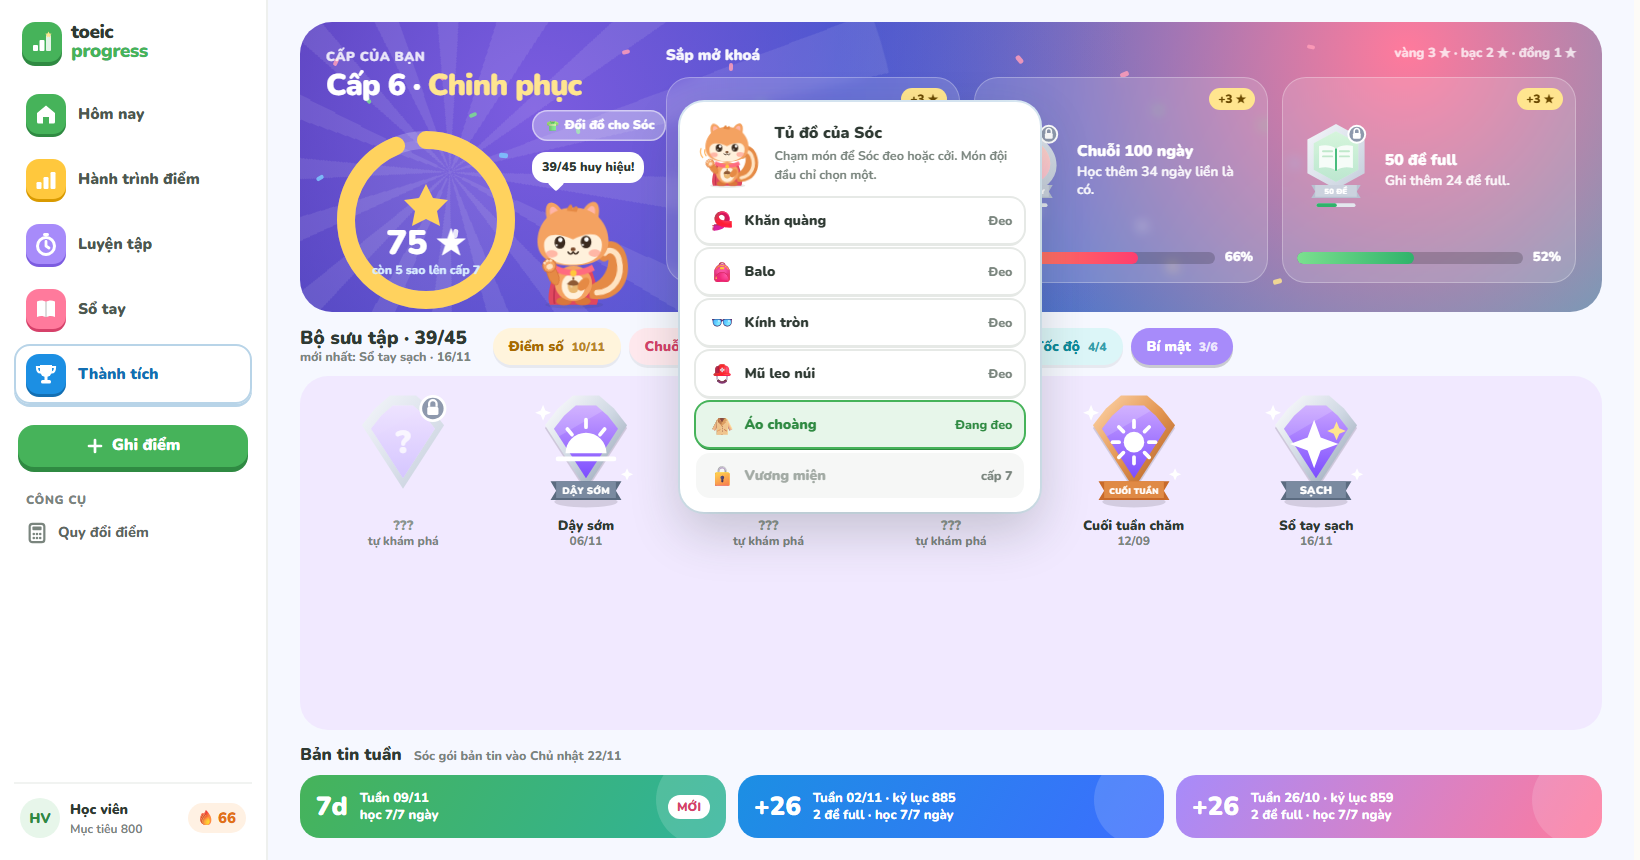 toeic
progress
Hôm nay
Hành trình điểm
Luyện tập
Sổ tay
Thành tích
+ Ghi điểm
CÔNG CỤ
Quy đổi điểm
HV
Học viên
Mục tiêu 800
66
CẤP CỦA BẠN
Cấp 6 · Chinh phục
Đổi đồ cho Sóc
39/45 huy hiệu!
75 ★
còn 5 sao lên cấp 7
Sắp mở khoá
vàng 3 ★ · bạc 2 ★ · đồng 1 ★
+3 ★
+3 ★
Chuỗi 100 ngày
Học thêm 34 ngày liền là
có.
66%
+3 ★
50 ĐỀ
50 đề full
Ghi thêm 24 đề full.
52%
Tủ đồ của Sóc
Chạm món để Sóc đeo hoặc cởi. Món đội
đầu chỉ chọn một.
Khăn quàng Đeo
Balo Đeo
Kính tròn Đeo
Mũ leo núi Đeo
Áo choàng Đang đeo
Vương miện cấp 7
Bộ sưu tập · 39/45
mới nhất: Sổ tay sạch · 16/11
Điểm số 10/11
Chuỗ
ốc độ 4/4
Bí mật 3/6
?
???
tự khám phá
DẬY SỚM
Dậy sớm
06/11
???
tự khám phá
???
tự khám phá
CUỐI TUẦN
Cuối tuần chăm
12/09
SẠCH
Sổ tay sạch
16/11
Bản tin tuần Sóc gói bản tin vào Chủ nhật 22/11
7d
Tuần 09/11
học 7/7 ngày
MỚI
+26
Tuần 02/11 · kỷ lục 885
2 đề full · học 7/7 ngày
+26
Tuần 26/10 · kỷ lục 859
2 đề full · học 7/7 ngày